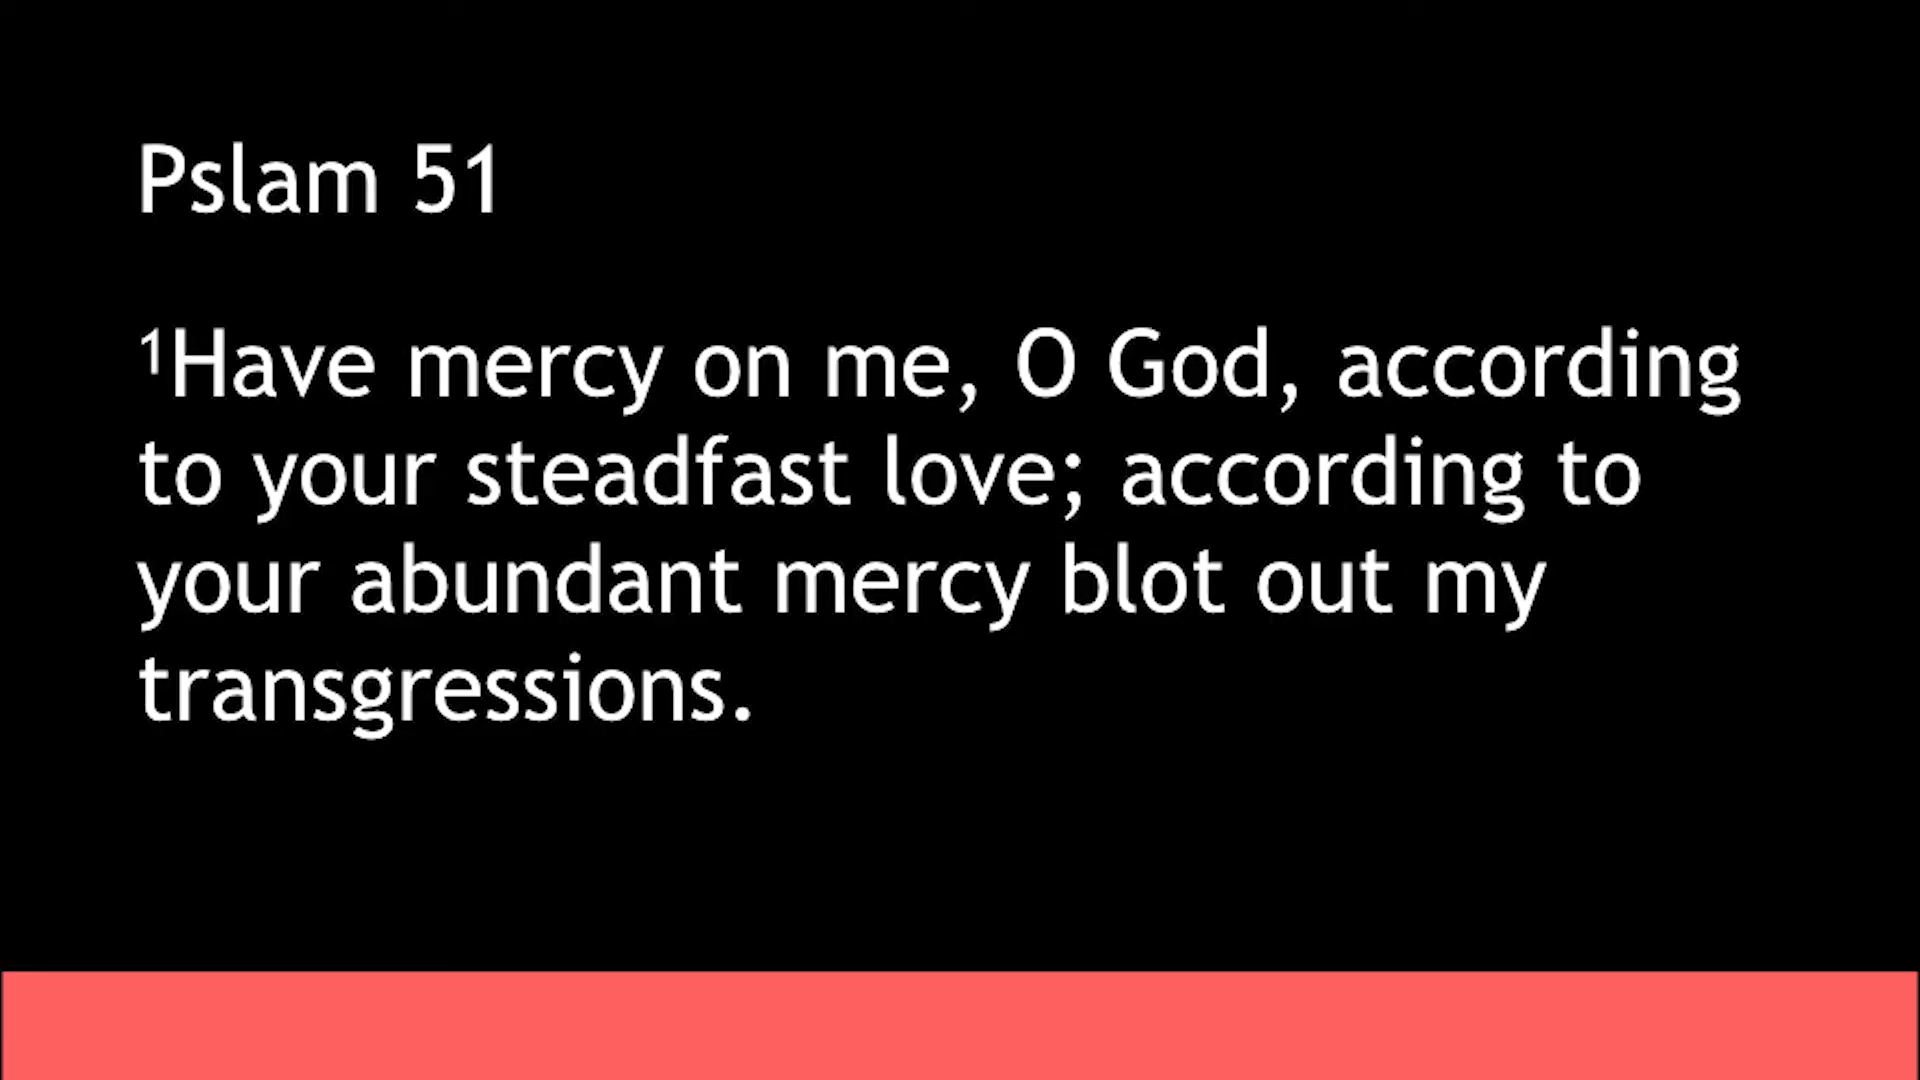 Pslam 51
¹Have mercy on me, O God, according
to your steadfast love; according to
your abundant mercy blot out my
transgressions.